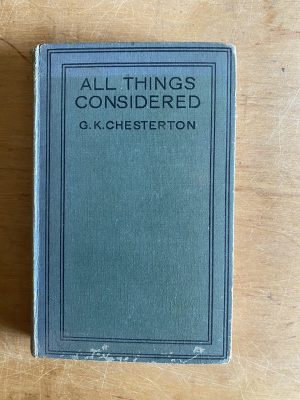 ALL THINGS
CONSIDERED
G. K. CHESTERTON